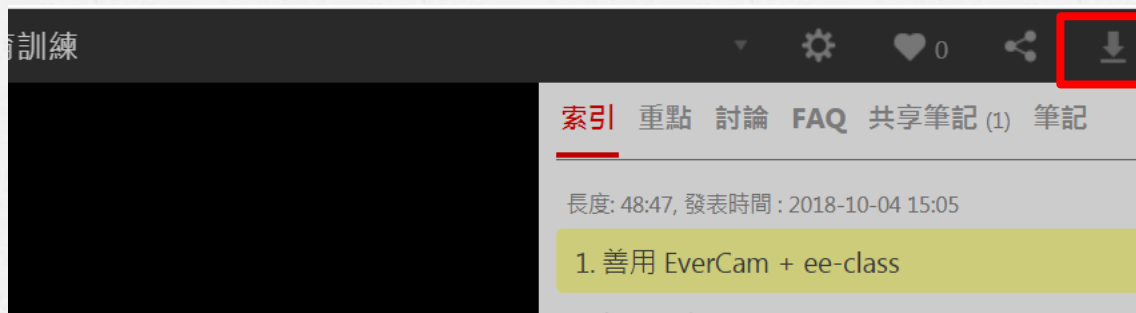 訓練
0
索引 重點 討論 FAQ 共享筆記 (1) 筆記
長度: 48:47, 發表時間 : 2018-10-04 15:05
1. 善用 EverCam + ee-class